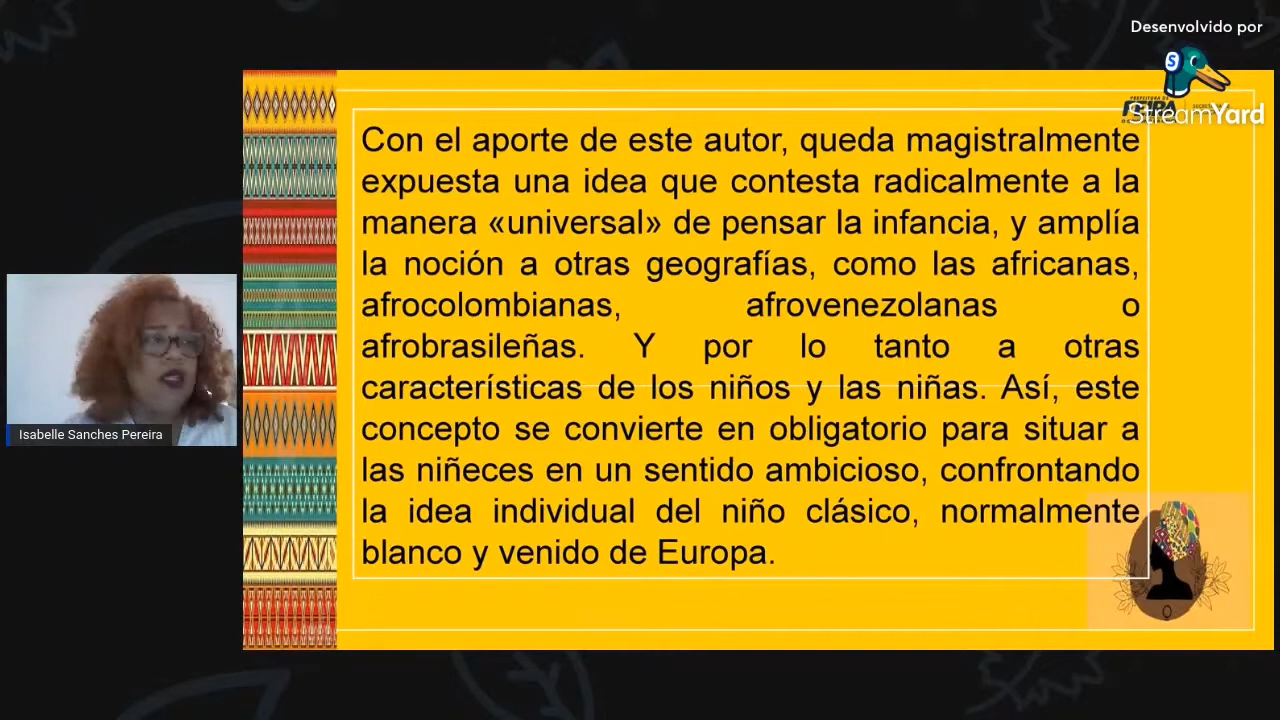 Desenvolvido por
StreamYard
FEIRA
Con el aporte de este autor, queda magistralmente
expuesta una idea que contesta radicalmente a la
manera «universal» de pensar la infancia, y amplía
la noción a otras geografías, como las africanas,
afrocolombianas, afrovenezolanas o
afrobrasileñas. Y por lo tanto a otras
características de los niños y las niñas. Así, este
concepto se convierte en obligatorio para situar a
las niñeces en un sentido ambicioso, confrontando
la idea individual del niño clásico, normalmente
blanco y venido de Europa.
Isabelle Sanches Pereira